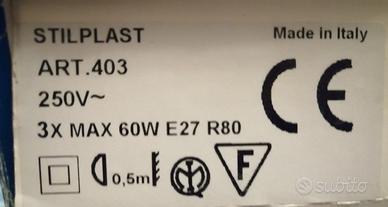 STILPLAST
Made in Italy
ART.403
250V~
3X MAX 60W E27 R80
CE
0,5m
F
subito